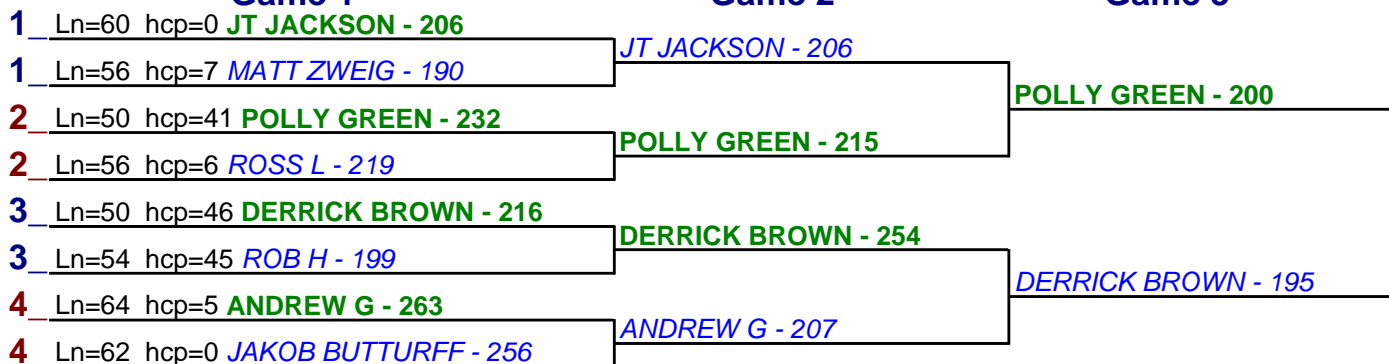 1_ Ln=60 hcp=0 JT JACKSON - 206
JT JACKSON - 206
1_ Ln=56 hcp=7 MATT ZWEIG - 190
POLLY GREEN - 200
2_ Ln=50 hcp=41 POLLY GREEN - 232
POLLY GREEN - 215
2_ Ln=56 hcp=6 ROSS L - 219
3_ Ln=50 hcp=46 DERRICK BROWN - 216
DERRICK BROWN - 254
3_ Ln=54 hcp=45 ROB H - 199
DERRICK BROWN - 195
4_ Ln=64 hcp=5 ANDREW G - 263
ANDREW G - 207
4 Ln=62 hcp=0 JAKOB BUTTURFF - 256